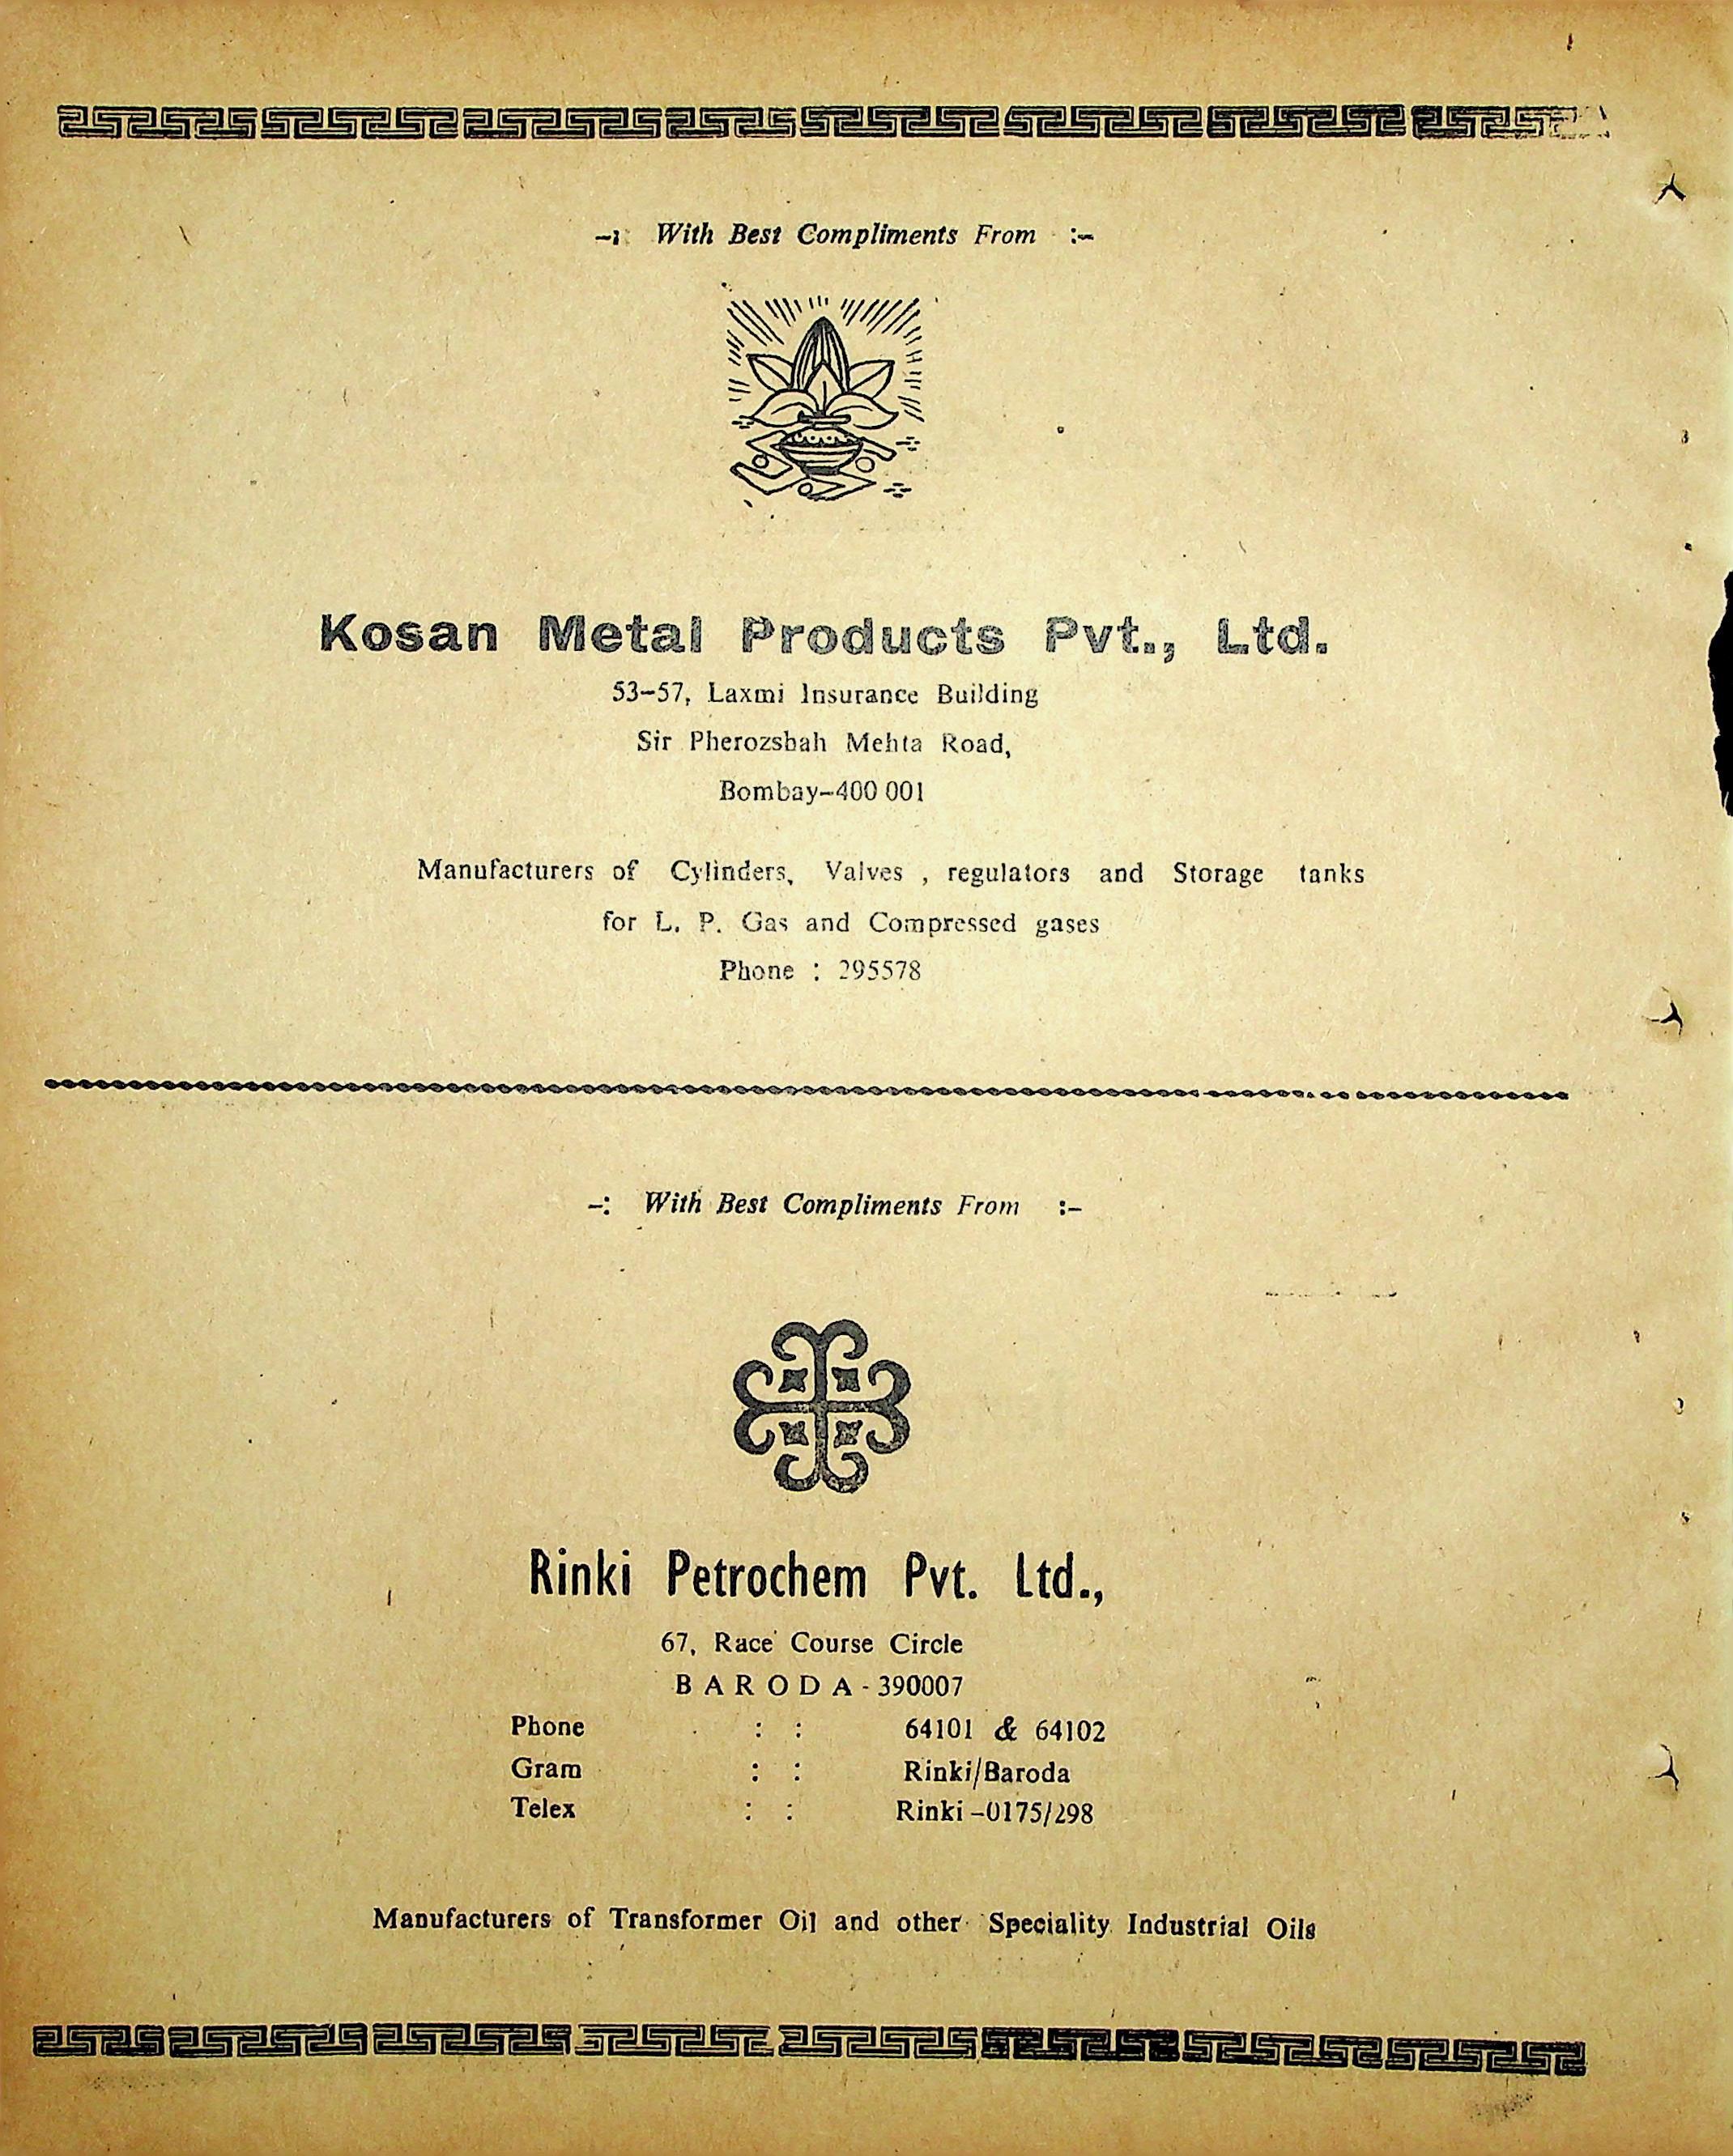 -: With Best Compliments From :-
Kosan Metal Products Pvt., Ltd.
53-57, Laxmi Insurance Building
Sir Pherozshah Mehta Road,
Bombay-400 001
Manufacturers of Cylinders, Valves , regulators and Storage tanks
for L. P. Gas and Compressed gases
Phone : 295578
-: With Best Compliments From :-
Rinki Petrochem Pvt. Ltd.,
67, Race Course Circle
BARODA-390007
Phone : : 64101 & 64102
Gram : : Rinki/Baroda
Telex : : Rinki-0175/298
Manufacturers of Transformer Oil and other Speciality Industrial Oils